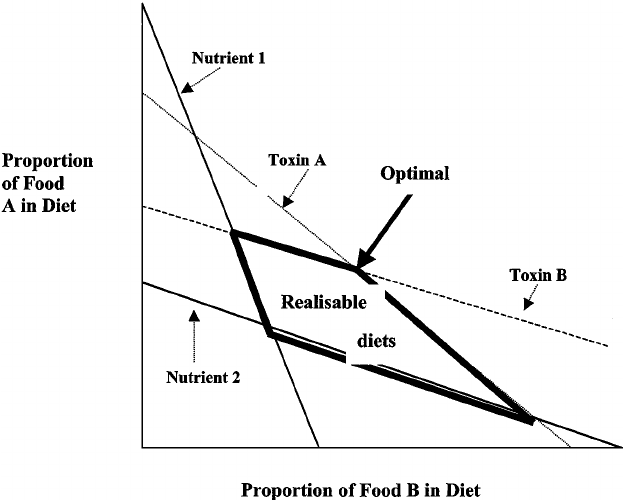 Nutrient 1
Proportion
of Food
A in Diet
Toxin A
Optimal
Toxin B
Realisable
diets
Nutrient 2
Proportion of Food B in Diet